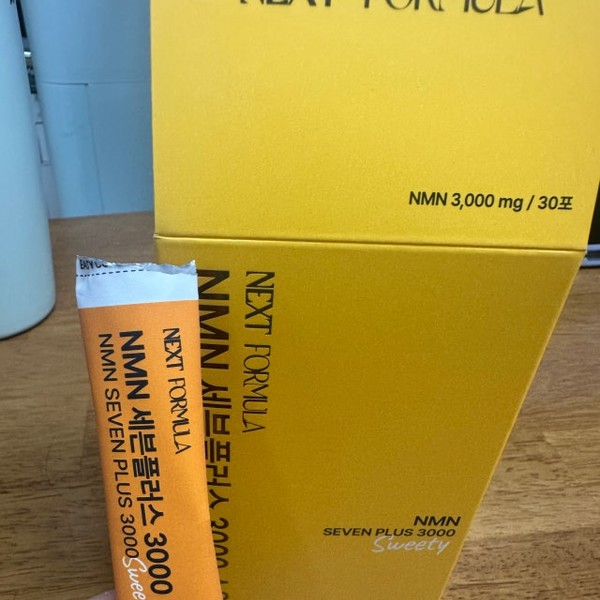 NEXT FORMULA
NMN 3,000 mg / 30포
NEXT FORMULA
NMN 세븐플러스 3000
NMN
SEVEN PLUS 3000
Sweety
NEXT FORMULA
NMN 세븐플러스 3000
NMN SEVEN PLUS 3000